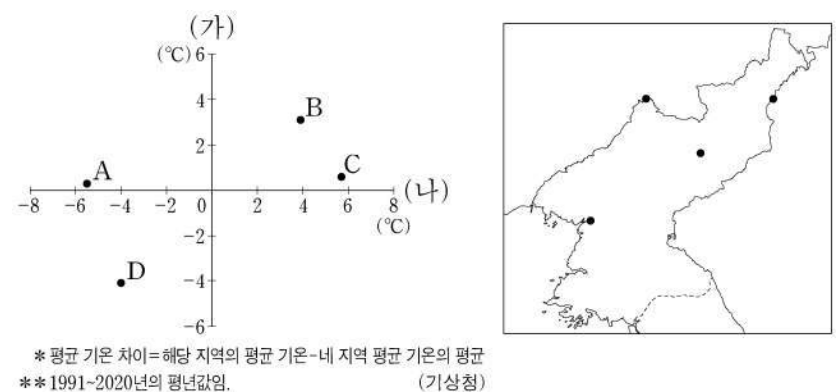 (가)
(℃)
6
4
B
2
A
C
-8
-6
-4
-2
0
2
4
6
8
(나)
(℃)
-2
D
-4
-6
* 평균 기온 차이=해당 지역의 평균 기온-네 지역 평균 기온의 평균
** 1991~2020년의 평년값임.
(기상청)